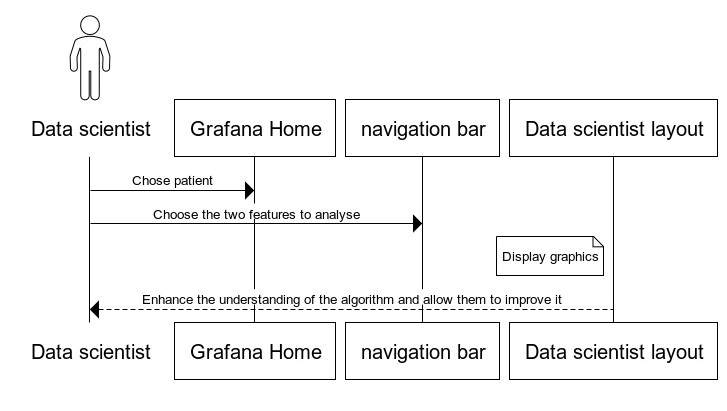 Data scientist
Grafana Home
navigation bar
Data scientist layout
Chose patient
Choose the two features to analyse
Display graphics
Enhance the understanding of the algorithm and allow them to improve it
Data scientist
Grafana Home
navigation bar
Data scientist layout